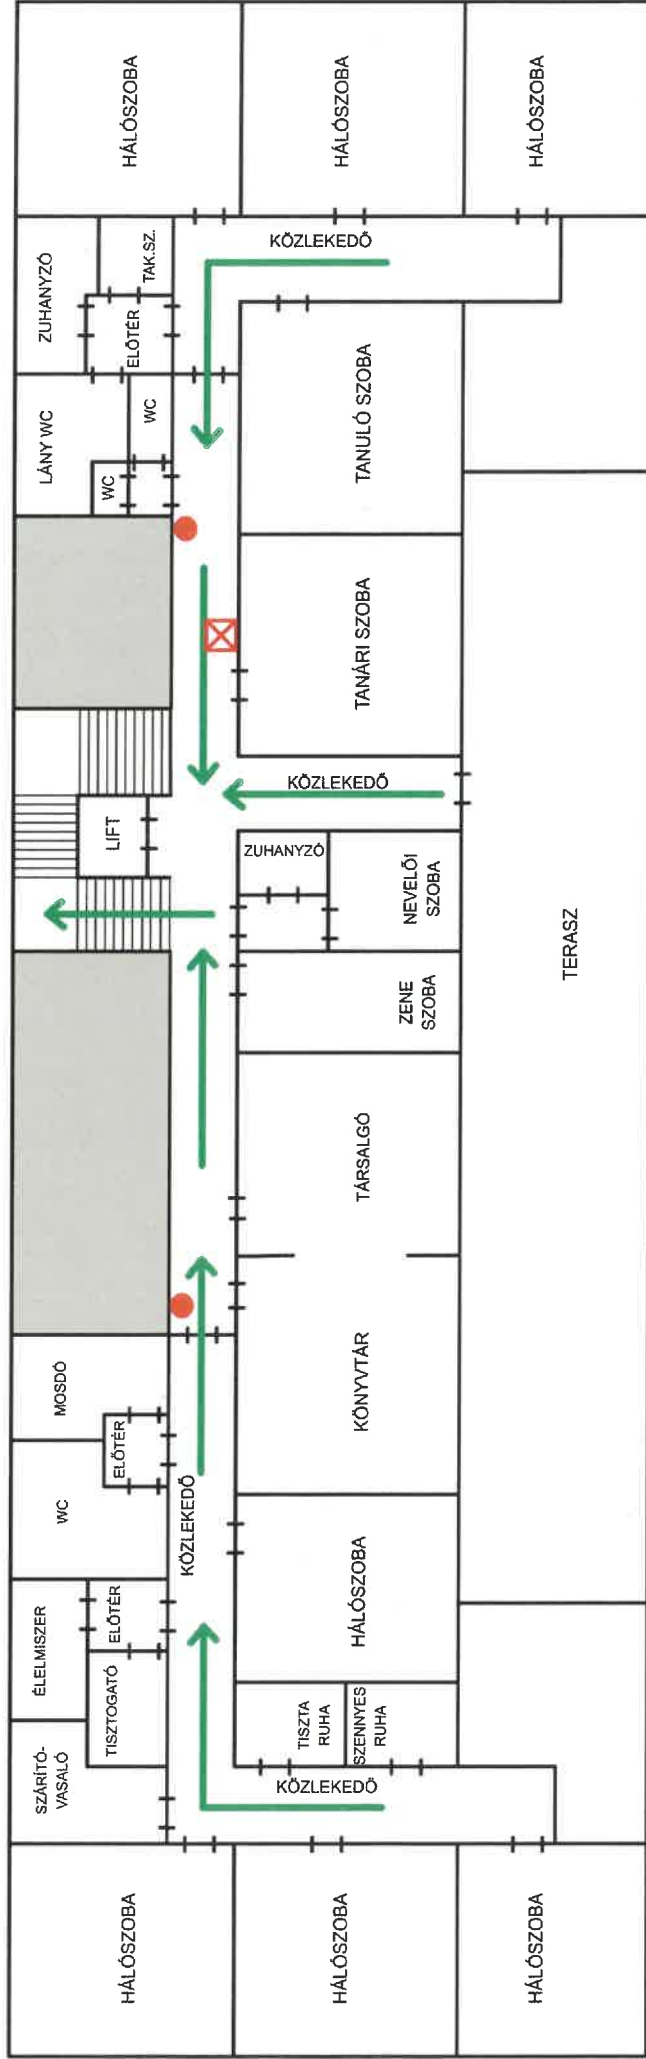 SZÁRÍTÓ-
VASALÓ
ÉLELMISZER
WC
MOSDÓ
LÁNY WC
ZUHANYZÓ
TISZTOGATÓ
ELŐTÉR
ELŐTÉR
LIFT
WC
WC
ELŐTÉR
TAK.SZ.
HÁLÓSZOBA
HÁLÓSZOBA
KÖZLEKEDŐ
KÖZLEKEDŐ
ZUHANYZÓ
KÖZLEKEDŐ
KÖZLEKEDŐ
HÁLÓSZOBA
TISZTA
RUHA
SZENNYES
RUHA
HÁLÓSZOBA
KÖNYVTÁR
TÁRSALGÓ
ZENE
SZOBA
NEVELŐI
SZOBA
TANÁRI SZOBA
TANULÓ SZOBA
HÁLÓSZOBA
HÁLÓSZOBA
TERASZ
HÁLÓSZOBA